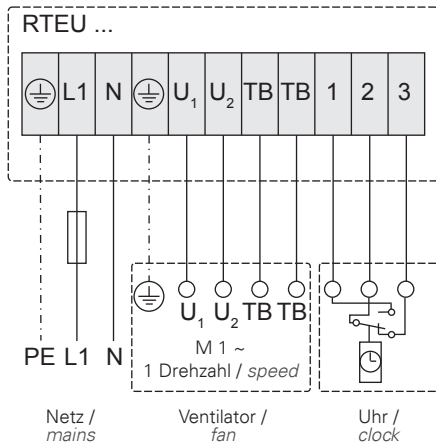 RTEU ...
L1 N U₁ U₂ TB TB 1 2 3
U₁ U₂ TB TB
M 1 ~
1 Drehzahl / speed
PE L1 N
Netz / mains
Ventilator / fan
Uhr / clock